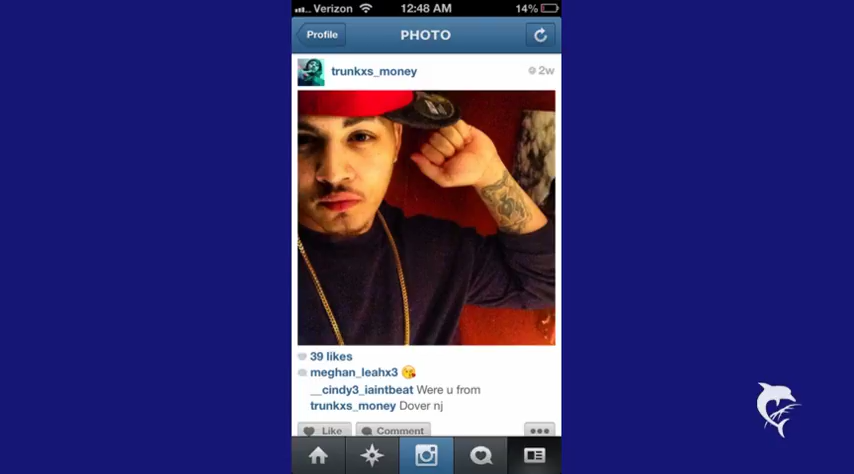 Verizon 12:48 AM 14%
Profile PHOTO
trunkxs_money 2w
39 likes
meghan_leahx3 😘
__cindy3_iaintbeat Were u from
trunkxs_money Dover nj
Like Comment